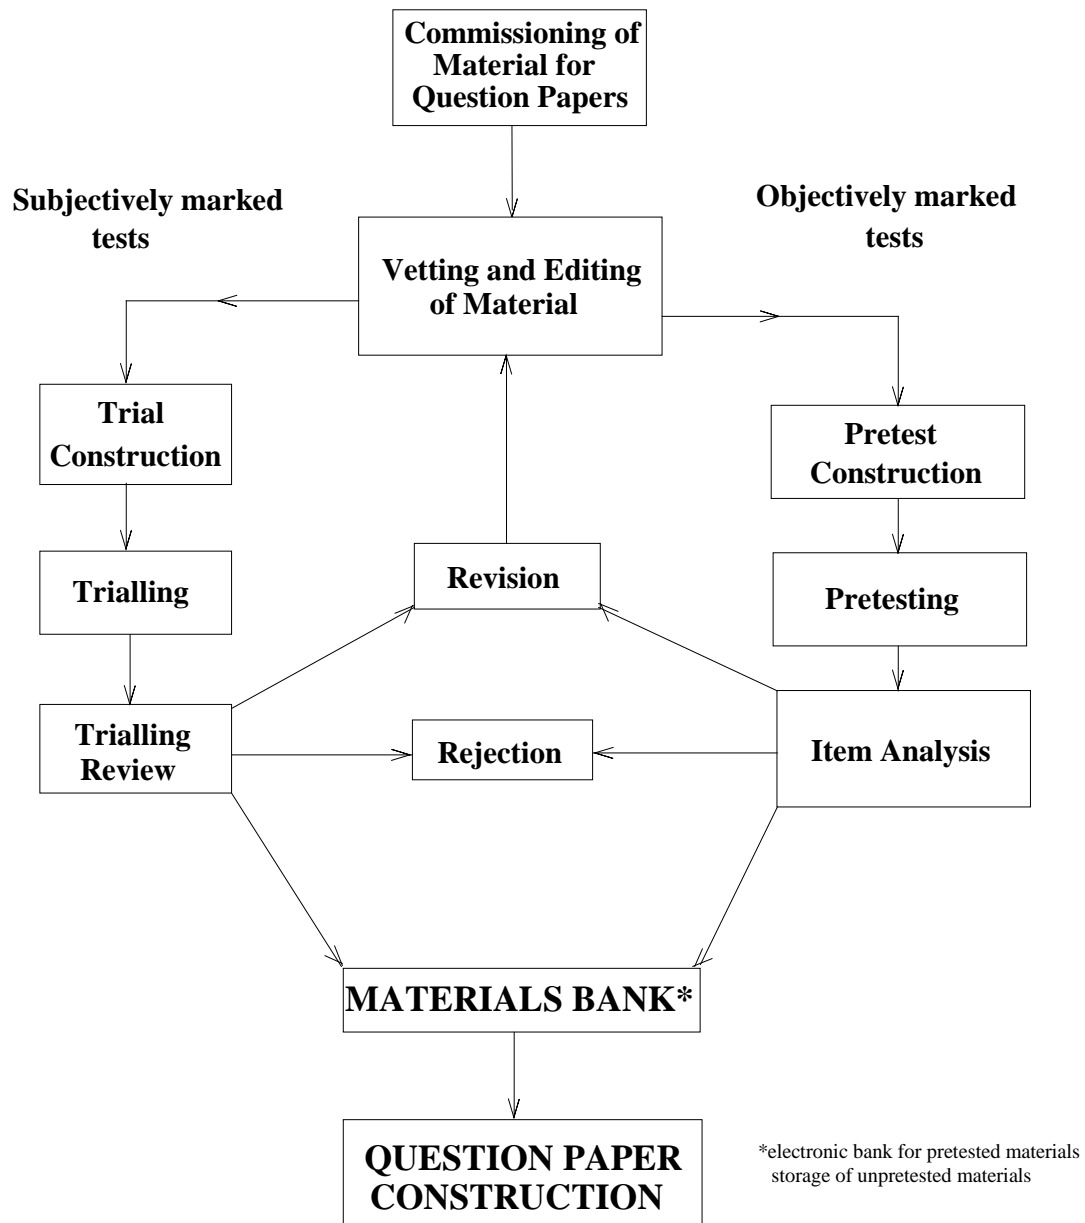 Commissioning of
Material for
Question Papers
Subjectively marked
tests
Objectively marked
tests
Vetting and Editing
of Material
Trial
Construction
Pretest
Construction
Trialling
Revision
Pretesting
Trialling
Review
Rejection
Item Analysis
MATERIALS BANK*
QUESTION PAPER
CONSTRUCTION
*electronic bank for pretested materials
storage of unpretested materials